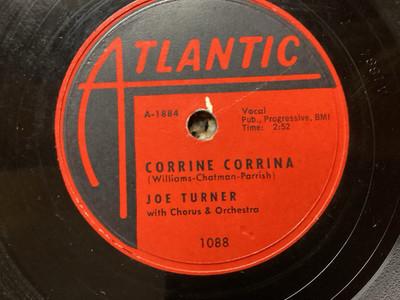 ATLANTIC
A-1884
Vocal
Pub., Progressive, BMI
Time: 2:52
CORRINE CORRINA
(Williams-Chatman-Parrish)
JOE TURNER
with Chorus & Orchestra
1088